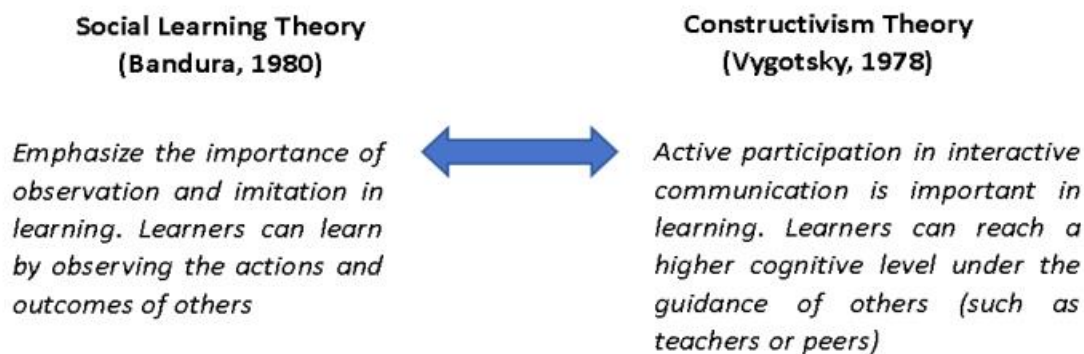 Social Learning Theory
(Bandura, 1980)
Emphasize the importance of
observation and imitation in
learning. Learners can learn
by observing the actions and
outcomes of others
Constructivism Theory
(Vygotsky, 1978)
Active participation in interactive
communication is important in
learning. Learners can reach a
higher cognitive level under the
guidance of others (such as
teachers or peers)